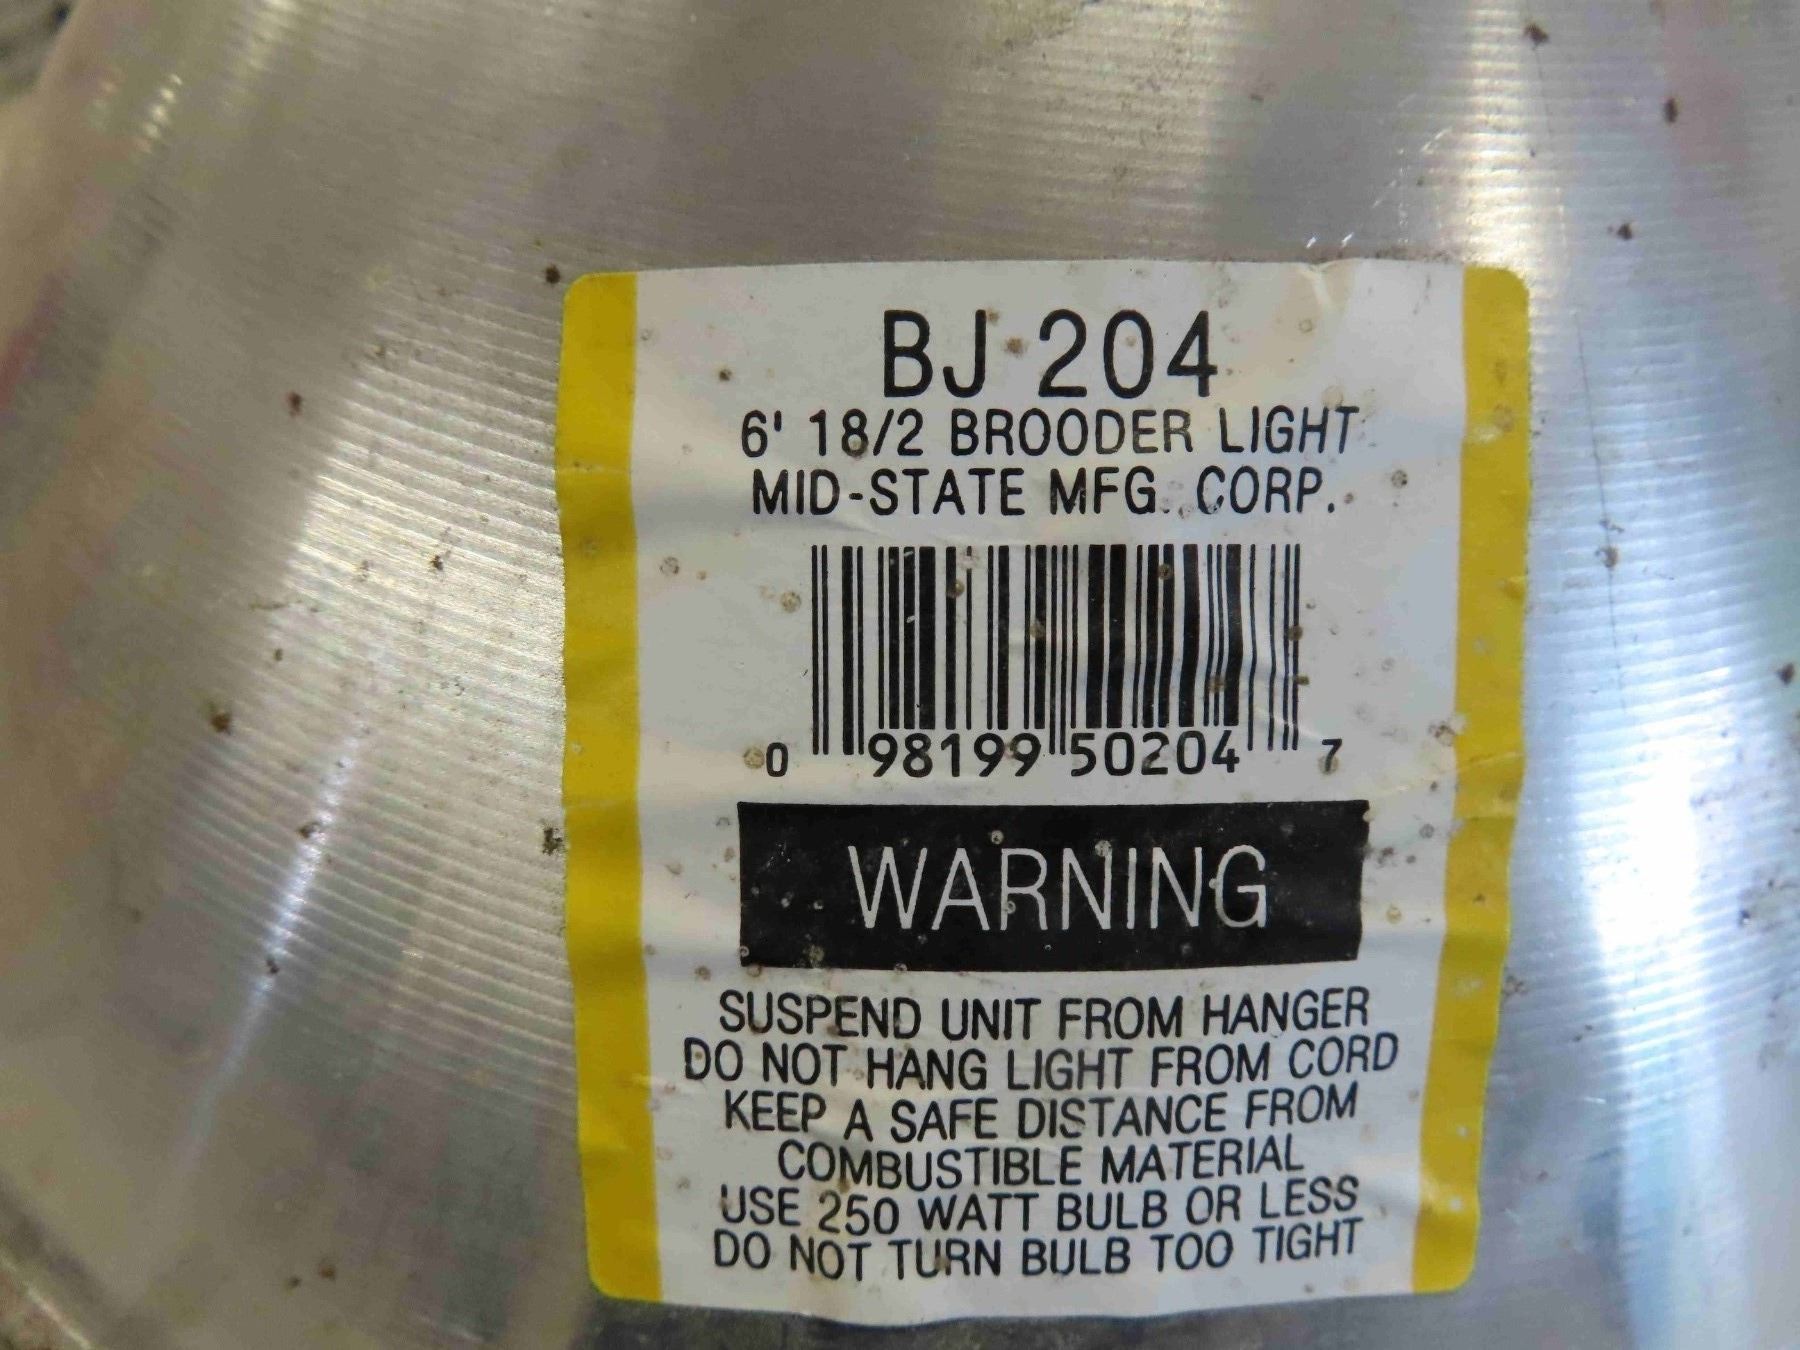 BJ 204
6' 18/2 BROODER LIGHT
MID-STATE MFG. CORP.
0 98199 50204 7
WARNING
SUSPEND UNIT FROM HANGER
DO NOT HANG LIGHT FROM CORD
KEEP A SAFE DISTANCE FROM
COMBUSTIBLE MATERIAL
USE 250 WATT BULB OR LESS
DO NOT TURN BULB TOO TIGHT